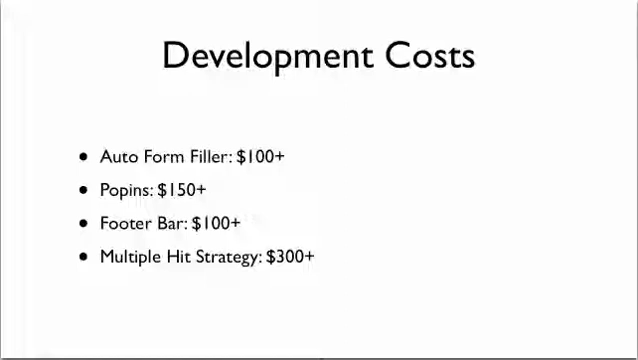 Development Costs
• Auto Form Filler: $100+
• Popins: $150+
• Footer Bar: $100+
• Multiple Hit Strategy: $300+